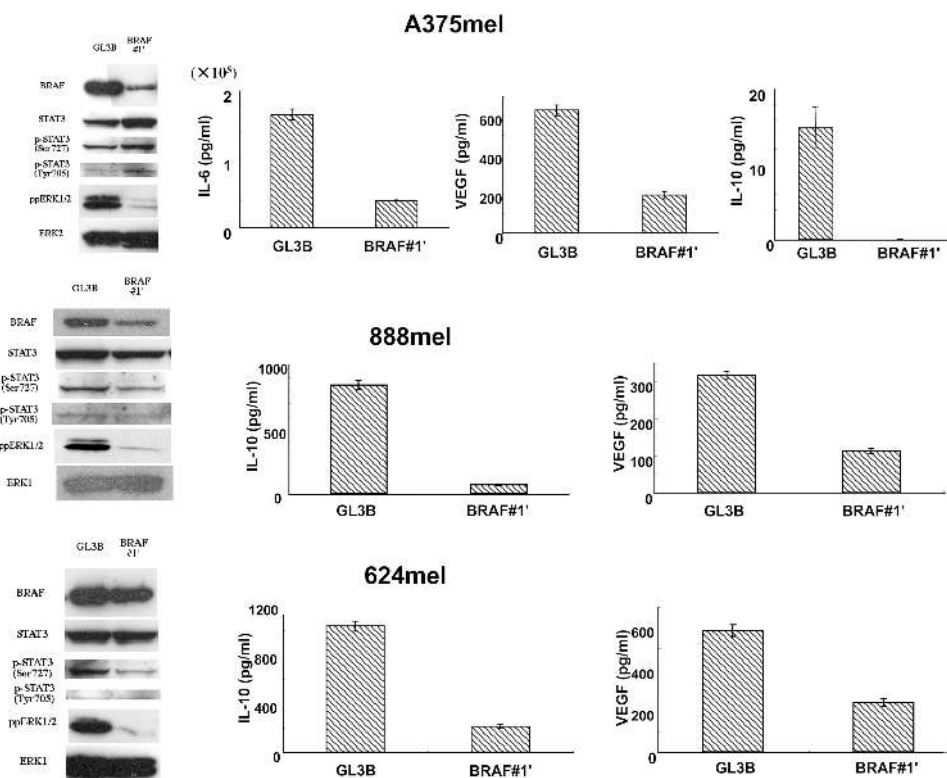 A375mel
GL3B
BRAF
#1'
BRAF
STAT3
p-STAT3
(Ser727)
p-STAT3
(Tyr705)
ppERK1/2
ERK2
(×10⁵)
2
1
0
IL-6 (pg/ml)
GL3B BRAF#1'
600
400
200
0
VEGF (pg/ml)
GL3B BRAF#1'
20
10
0
IL-10 (pg/ml)
GL3B BRAF#1'
888mel
GL3B
BRAF
#1'
BRAF
STAT3
p-STAT3
(Ser727)
p-STAT3
(Tyr705)
ppERK1/2
ERK1
1000
500
0
IL-10 (pg/ml)
GL3B BRAF#1'
300
200
100
0
VEGF (pg/ml)
GL3B BRAF#1'
624mel
GL3B
BRAF
#1'
BRAF
STAT3
p-STAT3
(Ser727)
p-STAT3
(Tyr705)
ppERK1/2
ERK1
1200
800
400
0
IL-10 (pg/ml)
GL3B BRAF#1'
600
400
200
0
VEGF (pg/ml)
GL3B BRAF#1'